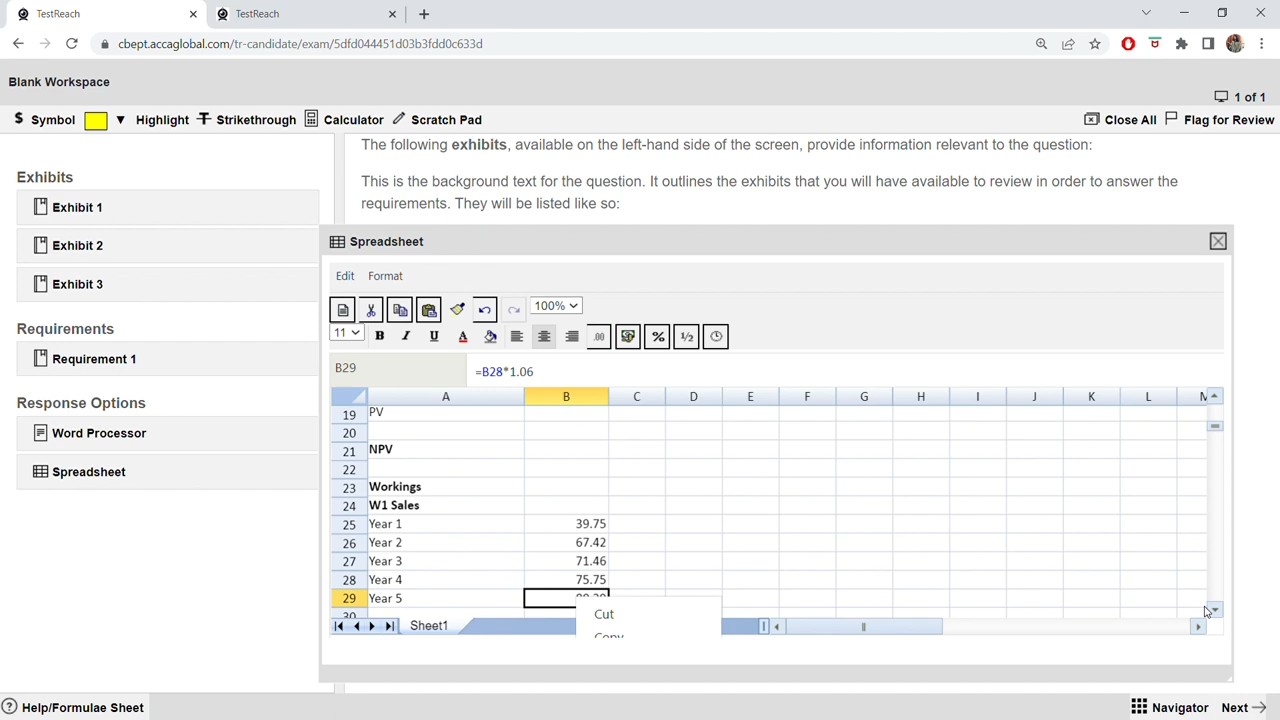 TestReach
TestReach
cbept.accaglobal.com/tr-candidate/exam/5dfd044451d03b3fdd0-633d
Blank Workspace
1 of 1
$ Symbol Highlight Strikethrough Calculator Scratch Pad
Close All Flag for Review
The following exhibits, available on the left-hand side of the screen, provide information relevant to the question:
This is the background text for the question. It outlines the exhibits that you will have available to review in order to answer the
requirements. They will be listed like so:
Exhibits
Exhibit 1
Exhibit 2
Exhibit 3
Requirements
Requirement 1
Response Options
Word Processor
Spreadsheet
Spreadsheet
Edit Format
100%
11 B I U A .00 % 1/2
B29 =B28*1.06
A B C D E F G H I J K L M
19 PV
20
21 NPV
22
23 Workings
24 W1 Sales
25 Year 1 39.75
26 Year 2 67.42
27 Year 3 71.46
28 Year 4 75.75
29 Year 5
30
Cut
Copy
Sheet1
? Help/Formulae Sheet
Navigator Next